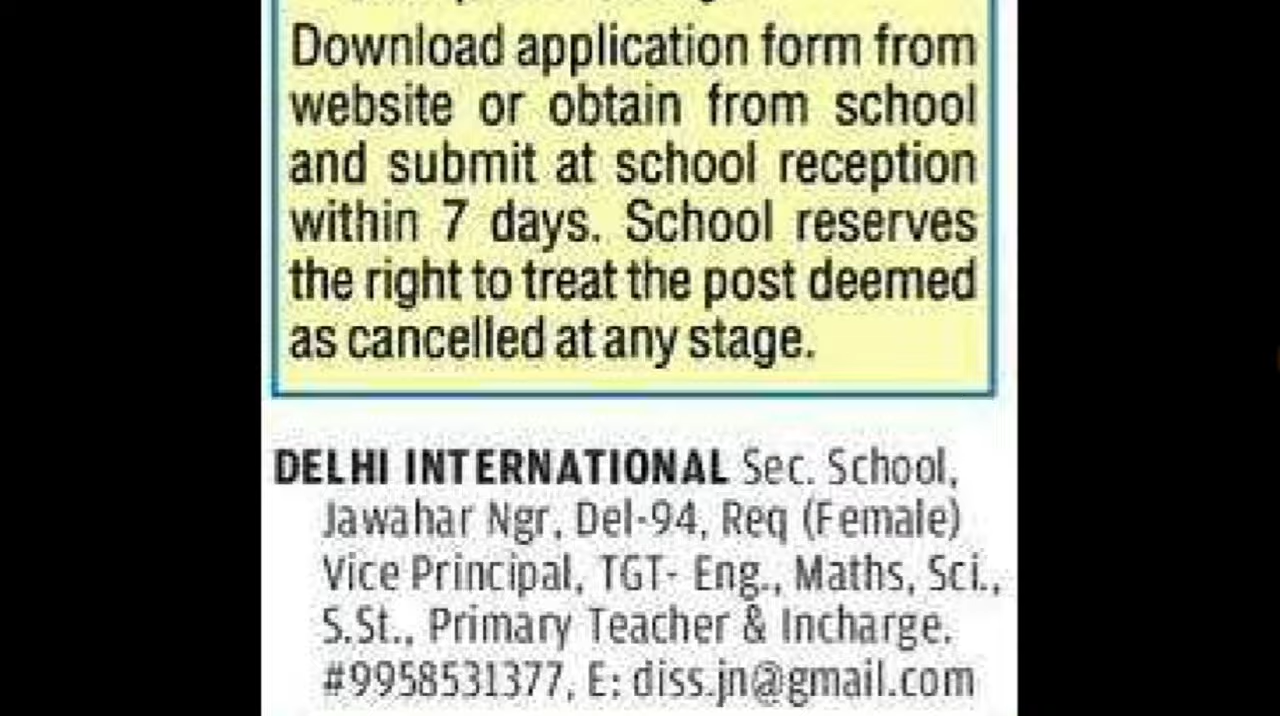 Download application form from
website or obtain from school
and submit at school reception
within 7 days. School reserves
the right to treat the post deemed
as cancelled at any stage.
DELHI INTERNATIONAL Sec. School,
Jawahar Ngr, Del-94, Req (Female)
Vice Principal, TGT- Eng., Maths, Sci.,
S.St., Primary Teacher & Incharge.
#9958531377, E: diss.jn@gmail.com